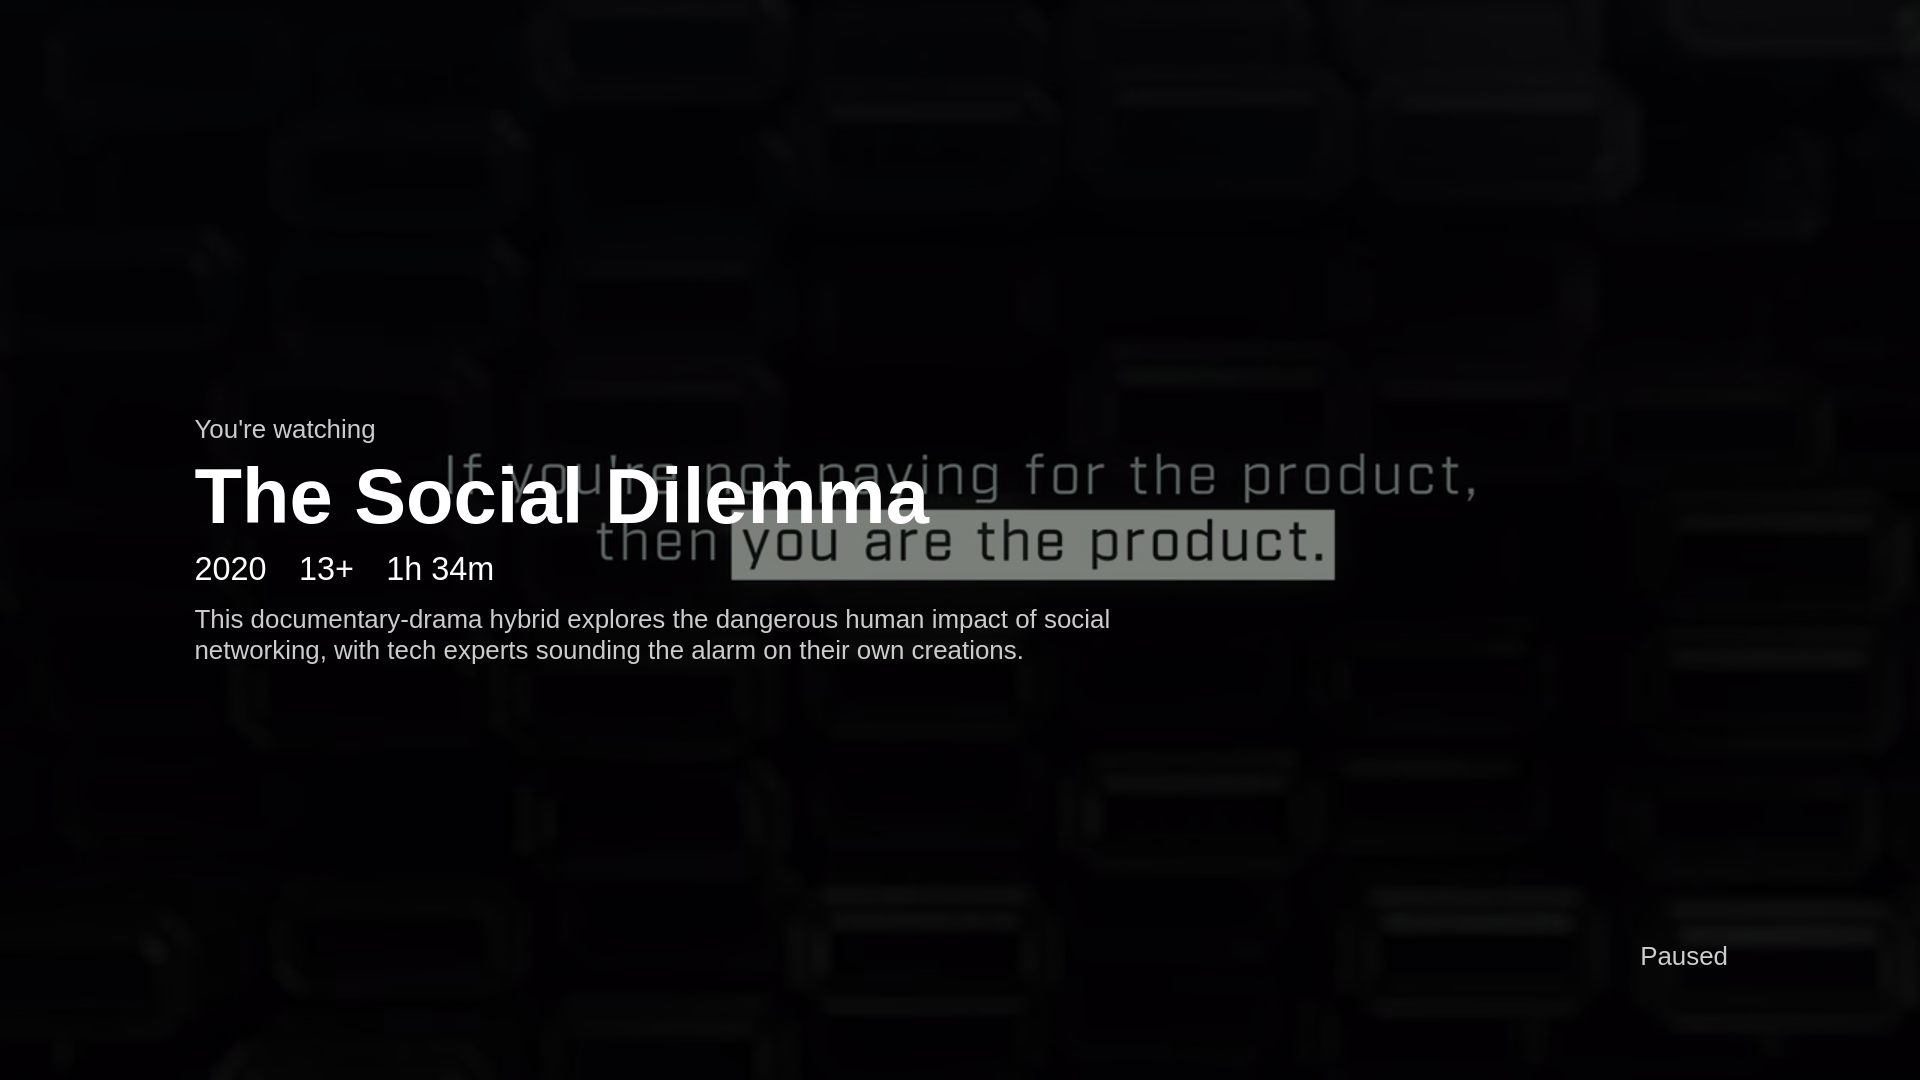 You're watching
If you're not paying for the product,
The Social Dilemma
then you are the product.
2020 13+ 1h 34m
This documentary-drama hybrid explores the dangerous human impact of social
networking, with tech experts sounding the alarm on their own creations.
Paused